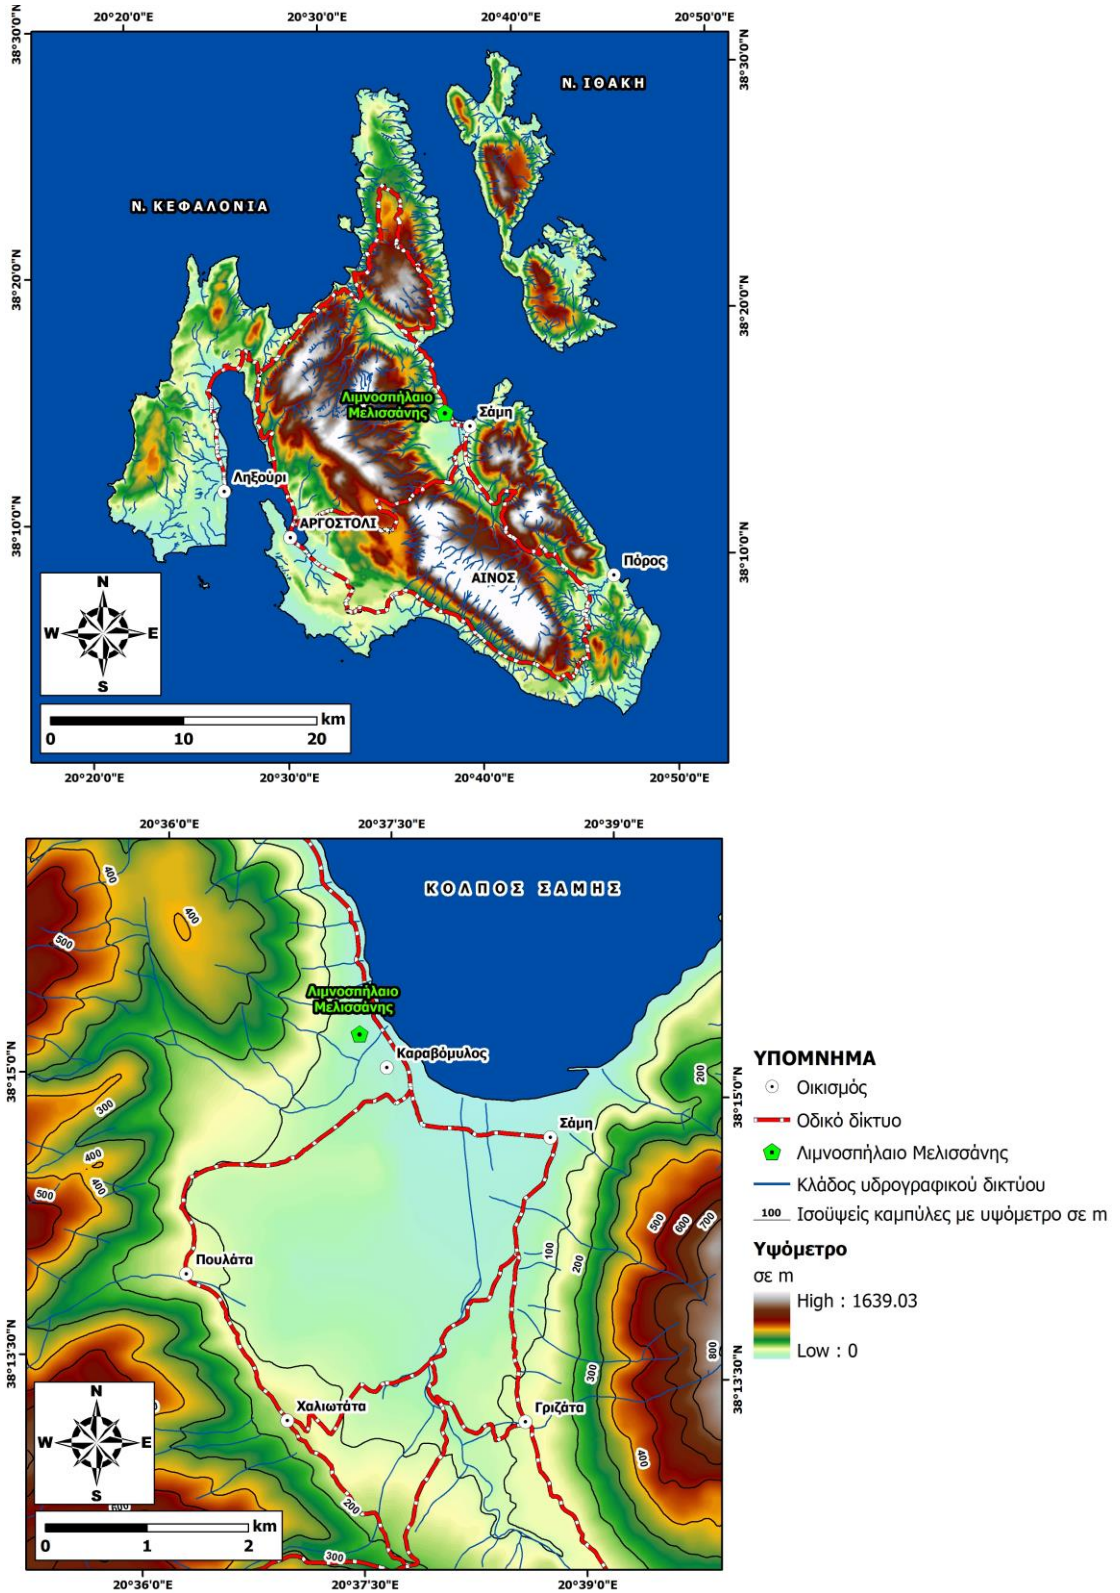 20°20'0"E
20°30'0"E
20°40'0"E
20°50'0"E
38°30'0"N
38°30'0"N
Ν. ΙΘΑΚΗ
Ν. ΚΕΦΑΛΟΝΙΑ
38°20'0"N
38°20'0"N
Λιμνοσπήλαιο
Μελισσάνης
Σάμη
Ληξούρι
ΑΡΓΟΣΤΟΛΙ
38°10'0"N
38°10'0"N
Πόρος
ΑΙΝΟΣ
N
W
E
S
km
0
10
20
20°20'0"E
20°30'0"E
20°40'0"E
20°50'0"E
20°36'0"E
20°37'30"E
20°39'0"E
ΚΟΛΠΟΣ ΣΑΜΗΣ
400
400
500
Λιμνοσπήλαιο
Μελισσάνης
Καραβόμυλος
38°15'0"N
38°15'0"N
200
300
Σάμη
400
400
500
500
600
700
100
200
Πουλάτα
38°13'30"N
38°13'30"N
300
800
Χαλιωτάτα
Γριζάτα
400
N
W
E
S
200
400
300
km
0
1
2
20°36'0"E
20°37'30"E
20°39'0"E
ΥΠΟΜΝΗΜΑ
Οικισμός
Οδικό δίκτυο
Λιμνοσπήλαιο Μελισσάνης
Κλάδος υδρογραφικού δικτύου
100 Ισοϋψείς καμπύλες με υψόμετρο σε m
Υψόμετρο
σε m
High : 1639.03
Low : 0